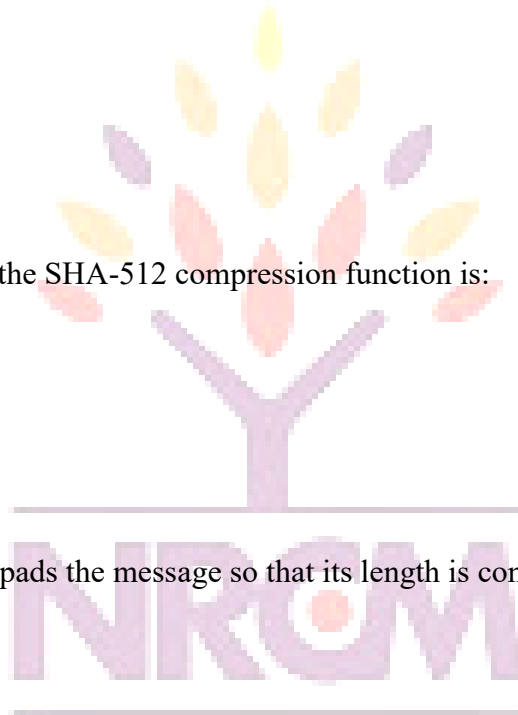 the SHA-512 compression function is:
pads the message so that its length is con
NRCM